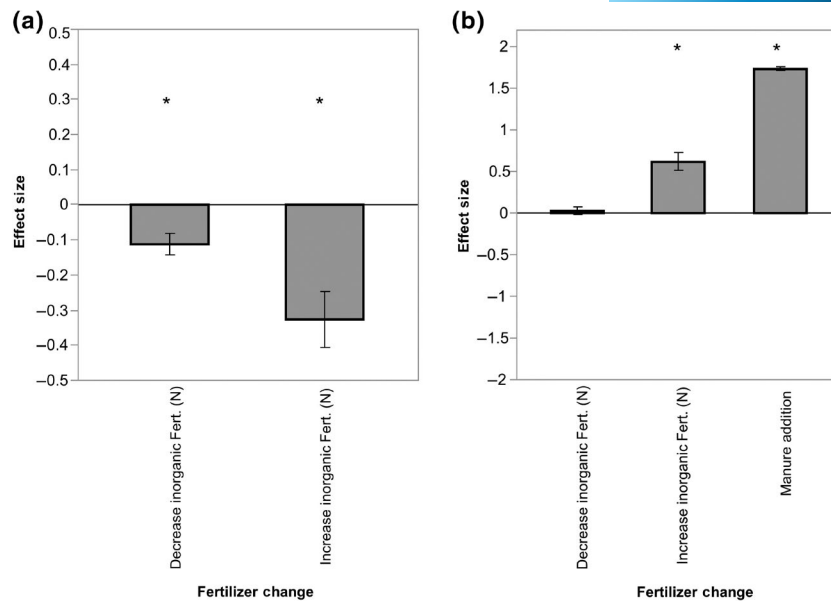 (a)
0.5
0.4
0.3
0.2
0.1
0
–0.1
–0.2
–0.3
–0.4
–0.5
Effect size
*
*
Decrease inorganic Fert. (N)
Increase inorganic Fert. (N)
Fertilizer change
(b)
2
1.5
1
0.5
0
–0.5
–1
–1.5
–2
Effect size
*
*
Decrease inorganic Fert. (N)
Increase inorganic Fert. (N)
Manure addition
Fertilizer change